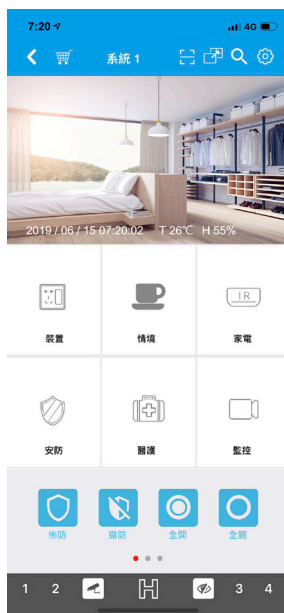 7:20 4G
系統 1
2019 / 06 / 15 07:20:02 T 26℃ H 55%
IR
裝置 情境 家電
安防 醫護 監控
佈防 撤防 全開 全關
1 2 H 3 4